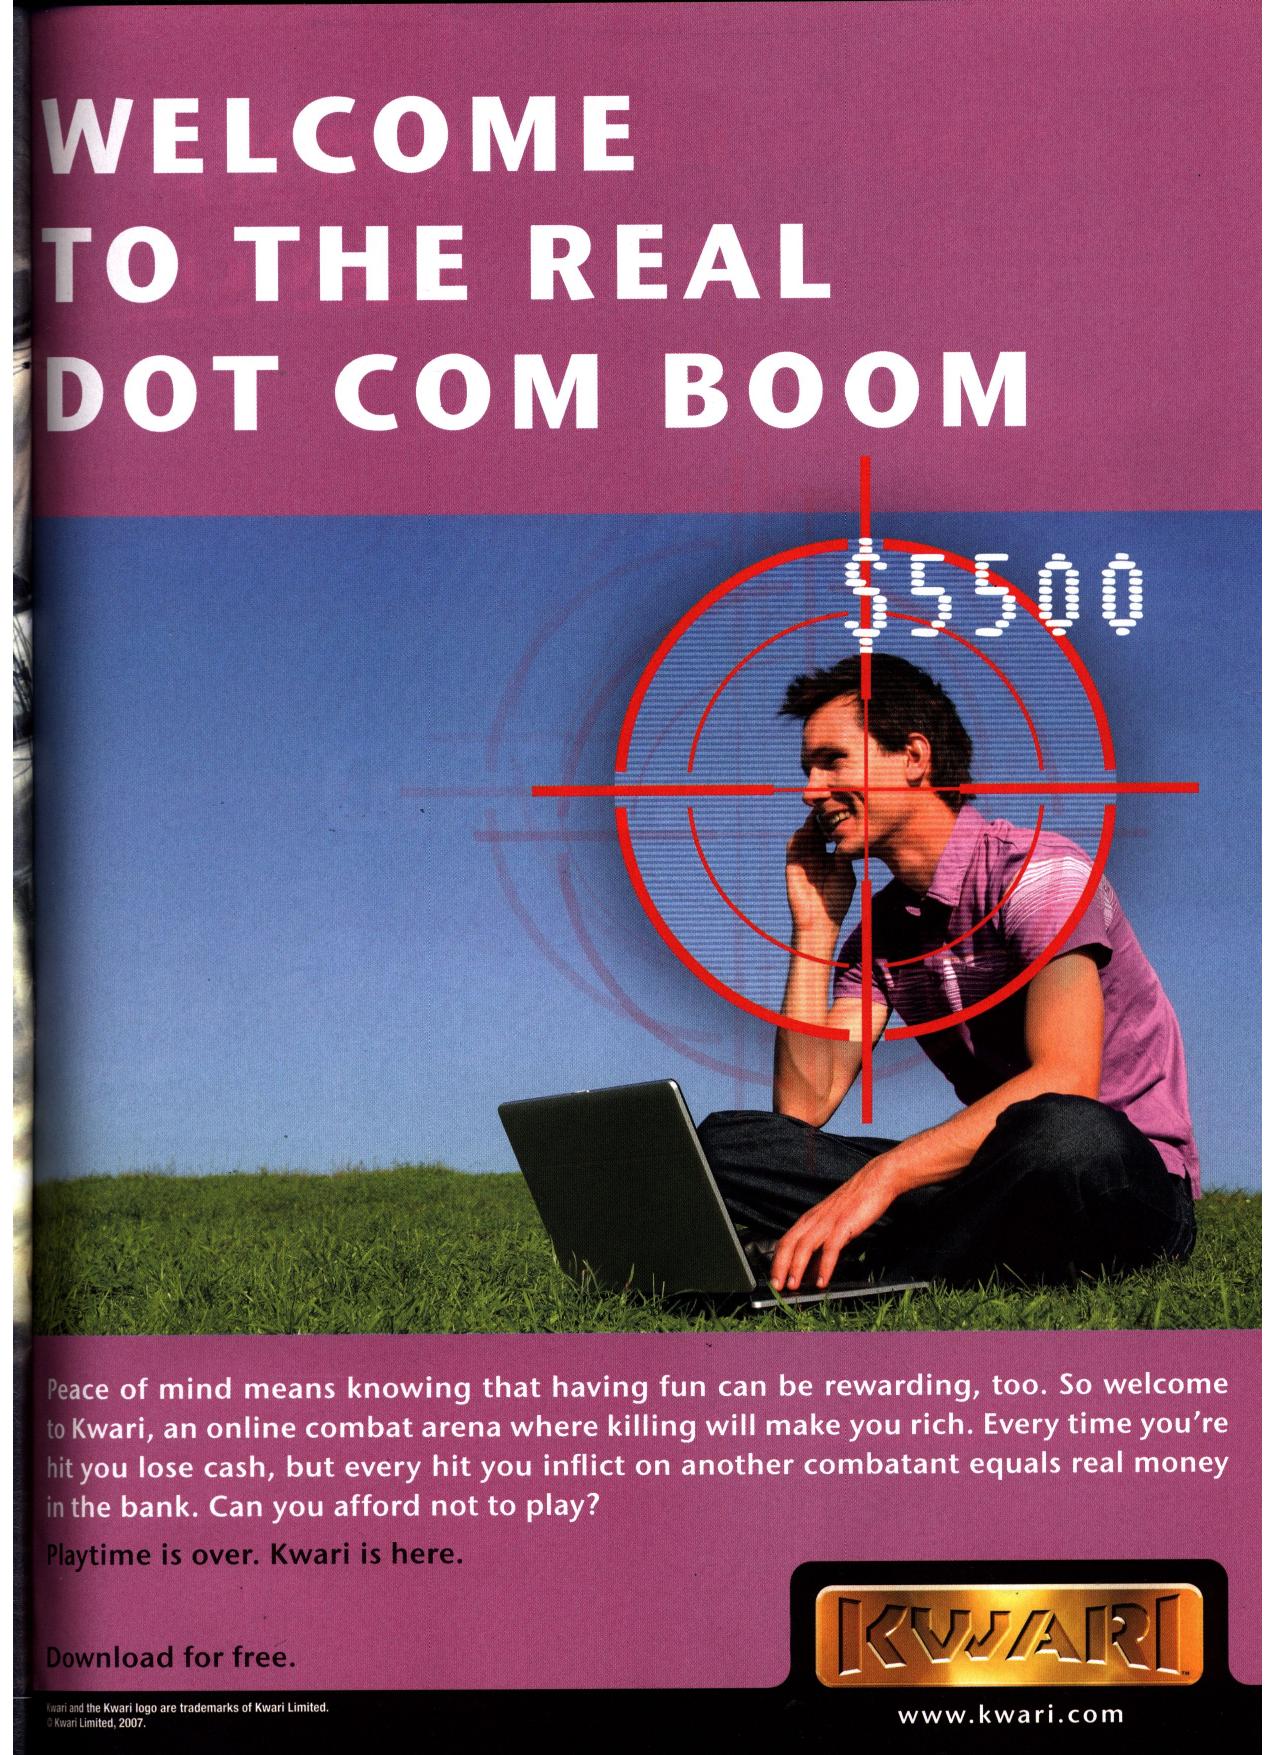 WELCOME
TO THE REAL
DOT COM BOOM
$5500
Peace of mind means knowing that having fun can be rewarding, too. So welcome
to Kwari, an online combat arena where killing will make you rich. Every time you're
hit you lose cash, but every hit you inflict on another combatant equals real money
in the bank. Can you afford not to play?
Playtime is over. Kwari is here.
Download for free.
KWARI™
Kwari and the Kwari logo are trademarks of Kwari Limited.
© Kwari Limited, 2007.
www.kwari.com